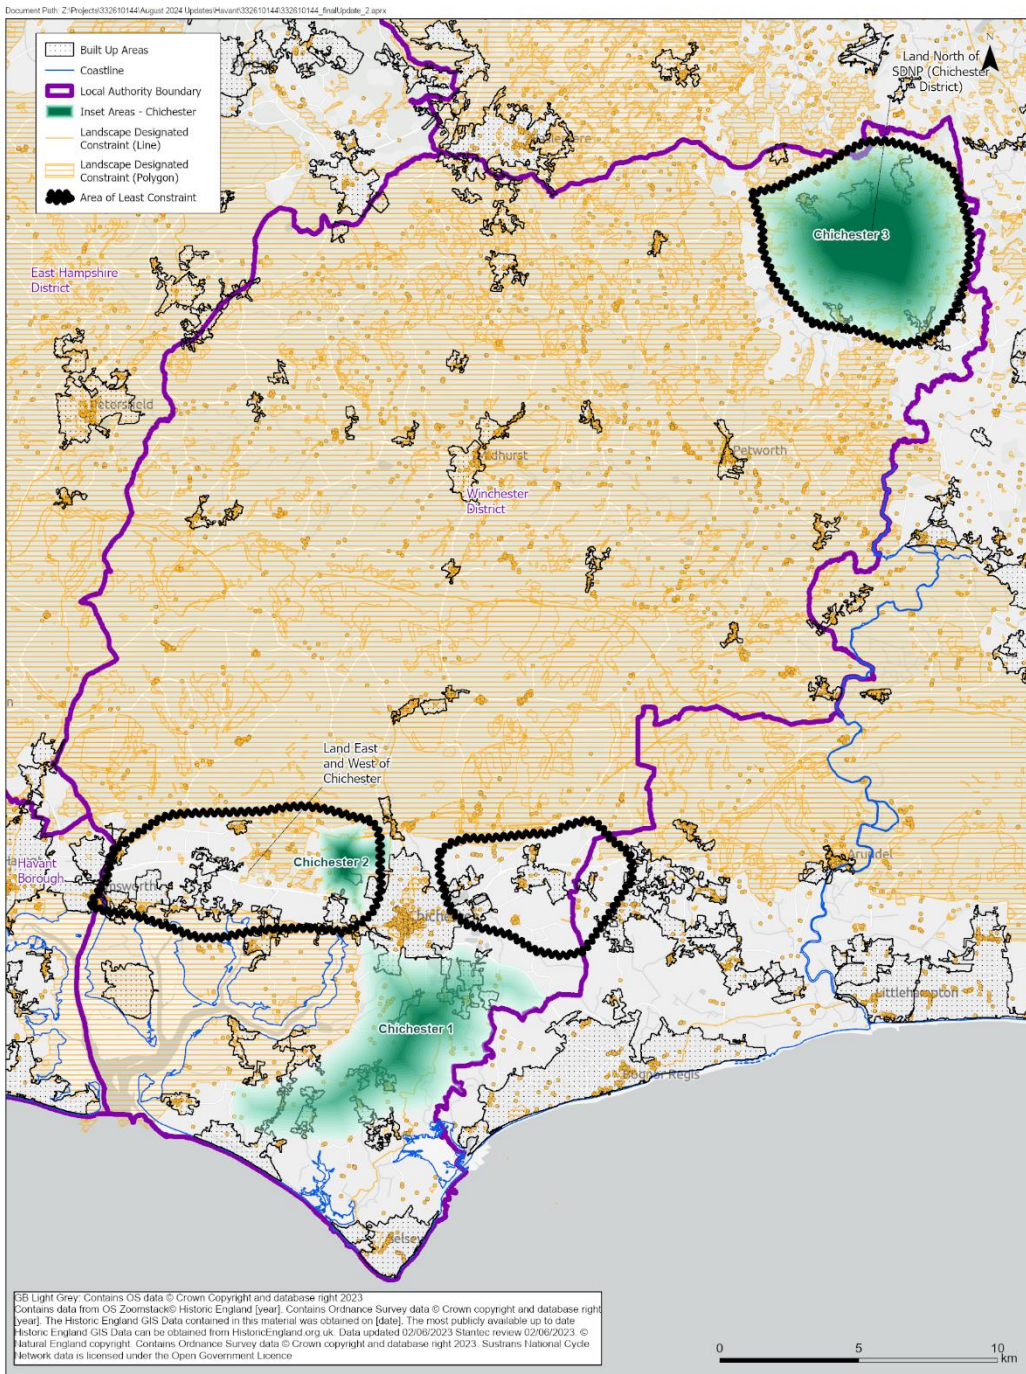 Document Path: Z:\Projects\332610144\August 2024 Updates\Havant\332610144\332610144_finalUpdate_2.aprx
Built Up Areas
Coastline
Local Authority Boundary
Inset Areas - Chichester
Landscape Designated
Constraint (Line)
Landscape Designated
Constraint (Polygon)
Area of Least Constraint
N
Land North of
SDNP (Chichester
District)
Chichester 3
East Hampshire
District
Petersfield
Petworth
Winchester
District
Land East
and West of
Chichester
Chichester 2
Havant
Borough
Arundel
Littlehampton
Chichester 1
Bognor Regis
Selsey
GB Light Grey: Contains OS data © Crown Copyright and database right 2023
Contains data from OS Zoomstack© Historic England [year]. Contains Ordnance Survey data © Crown copyright and database right
[year]. The Historic England GIS Data contained in this material was obtained on [date]. The most publicly available up to date
Historic England GIS Data can be obtained from HistoricEngland.org.uk. Data updated 02/06/2023 Stantec review 02/06/2023. ©
Natural England copyright. Contains Ordnance Survey data © Crown copyright and database right 2023. Sustrans National Cycle
Network data is licensed under the Open Government Licence
0 5 10
km